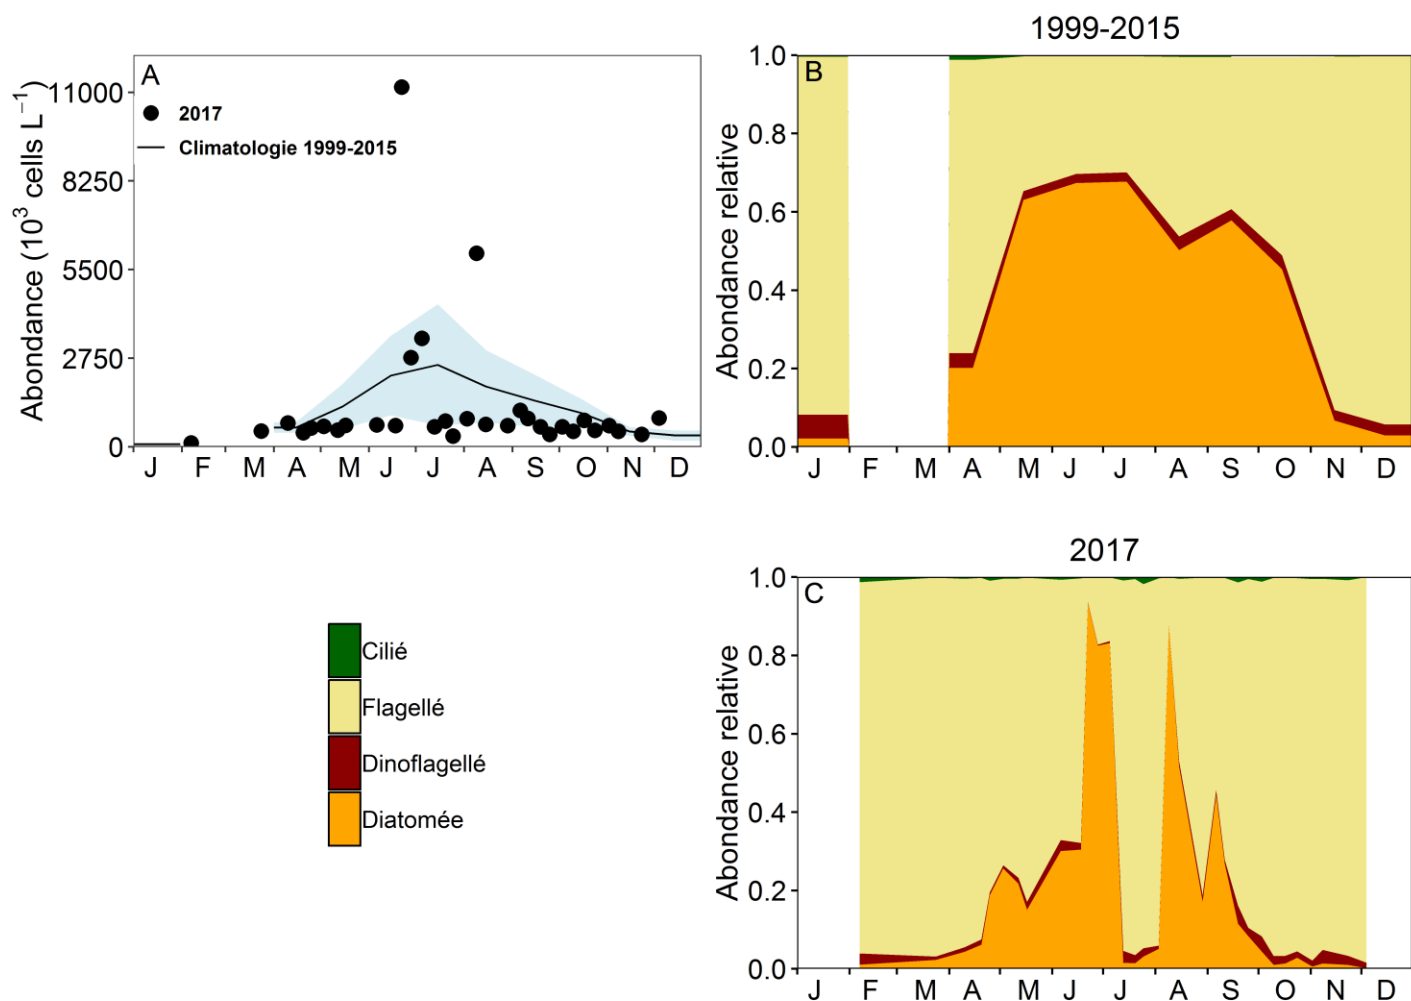 A
2017
Climatologie 1999-2015
Abondance (10³ cells L⁻¹)
11000
8250
5500
2750
0
J F M A M J J A S O N D
1999-2015
B
Abondance relative
1.0
0.8
0.6
0.4
0.2
0.0
J F M A M J J A S O N D
Cilié
Flagellé
Dinoflagellé
Diatomée
2017
C
Abondance relative
1.0
0.8
0.6
0.4
0.2
0.0
J F M A M J J A S O N D